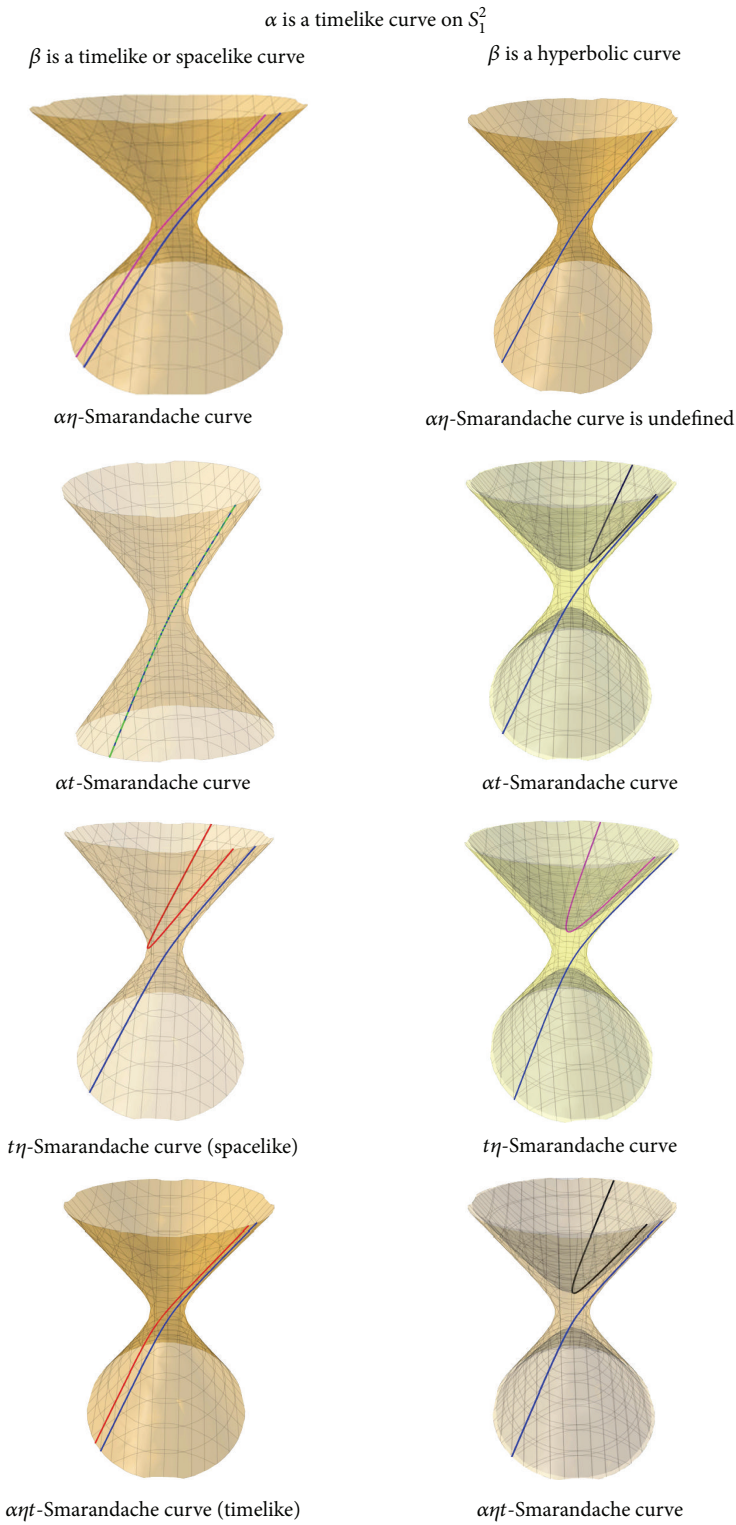 α is a timelike curve on S₁²
β is a timelike or spacelike curve
β is a hyperbolic curve
αη-Smarandache curve
αη-Smarandache curve is undefined
αt-Smarandache curve
αt-Smarandache curve
tη-Smarandache curve (spacelike)
tη-Smarandache curve
αηt-Smarandache curve (timelike)
αηt-Smarandache curve